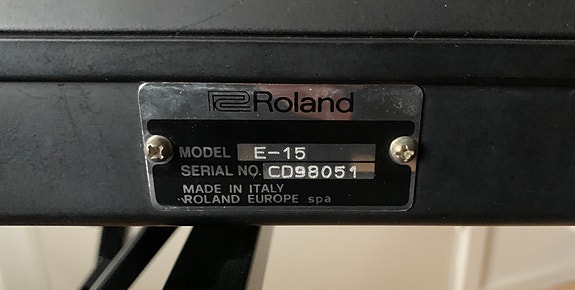 Roland
MODEL E-15
SERIAL NO. CD98051
MADE IN ITALY
ROLAND EUROPE spa